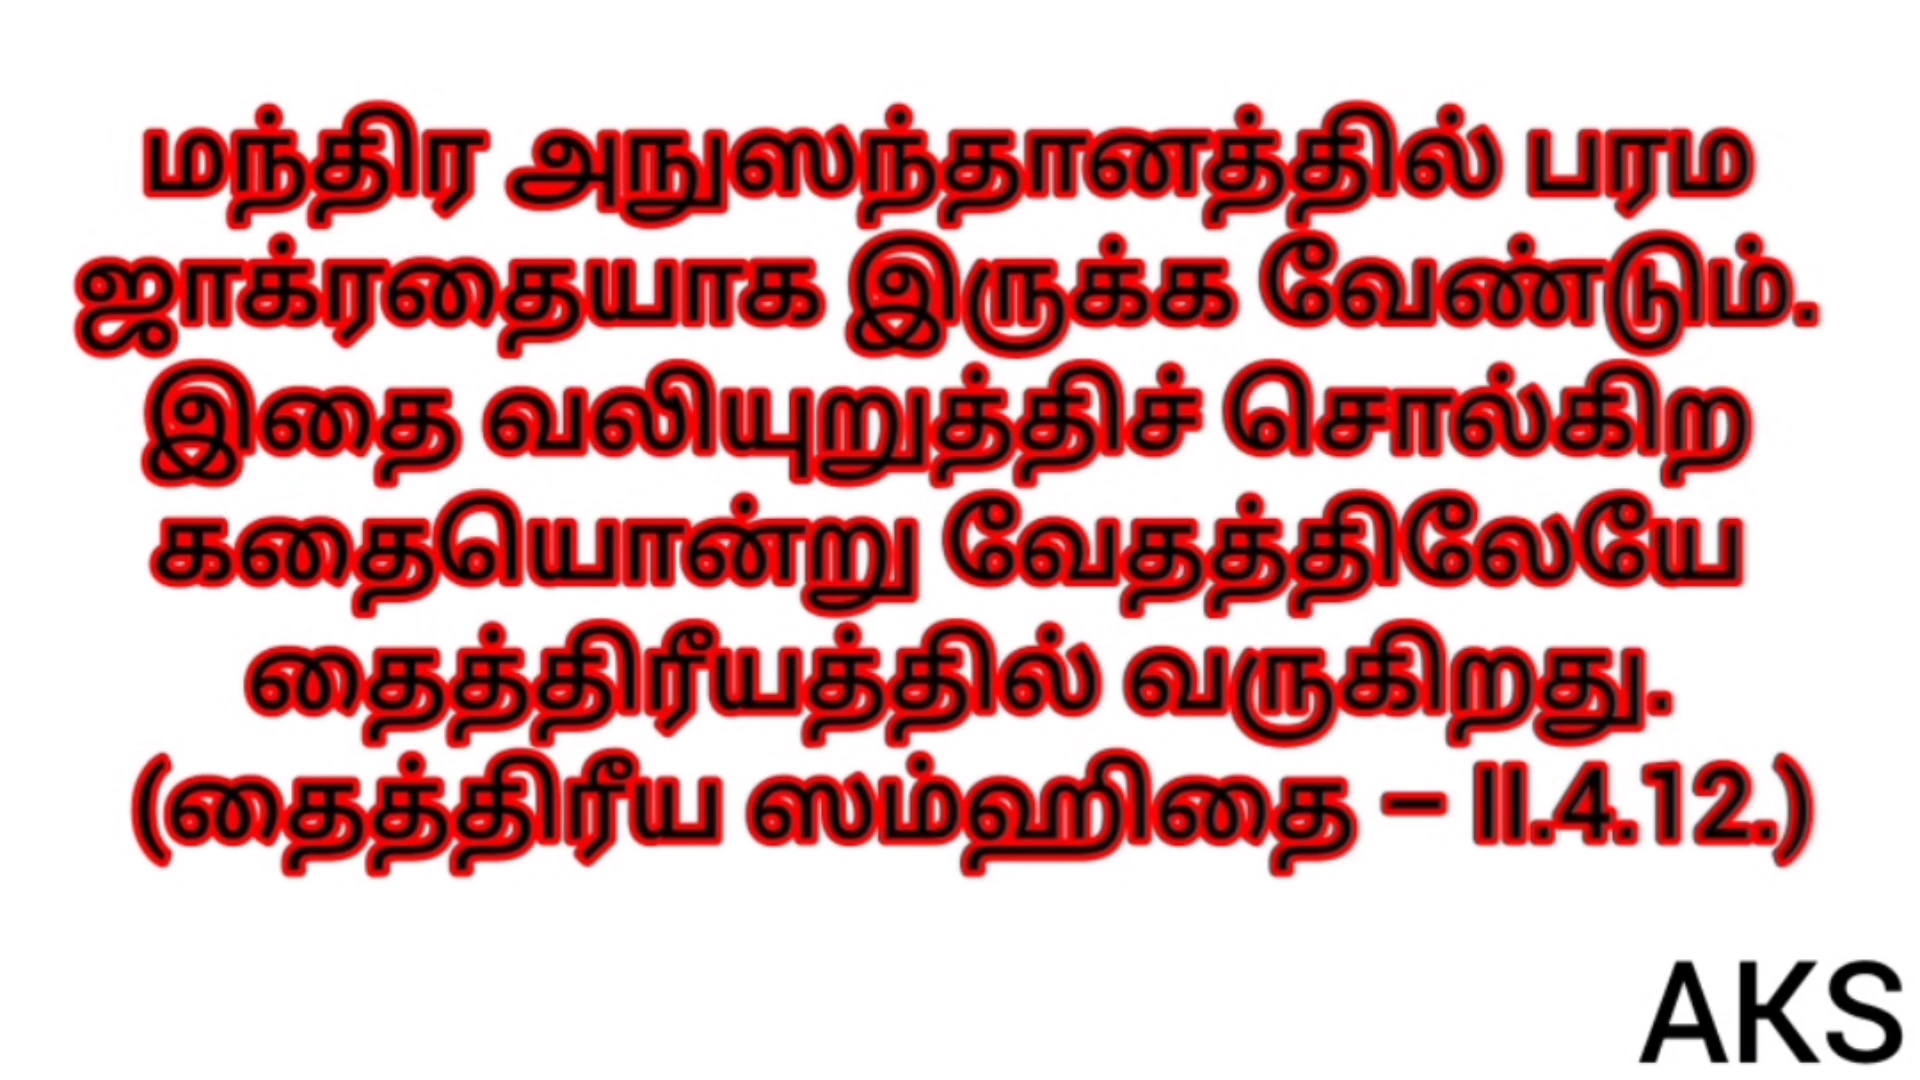 மந்திர அநுஸந்தானத்தில் பரம
ஜாக்ரதையாக இருக்க வேண்டும்.
இதை வலியுறுத்திச் சொல்கிற
கதையொன்று வேதத்திலேயே
தைத்திரீயத்தில் வருகிறது.
(தைத்திரீய ஸம்ஹிதை – II.4.12.)
AKS